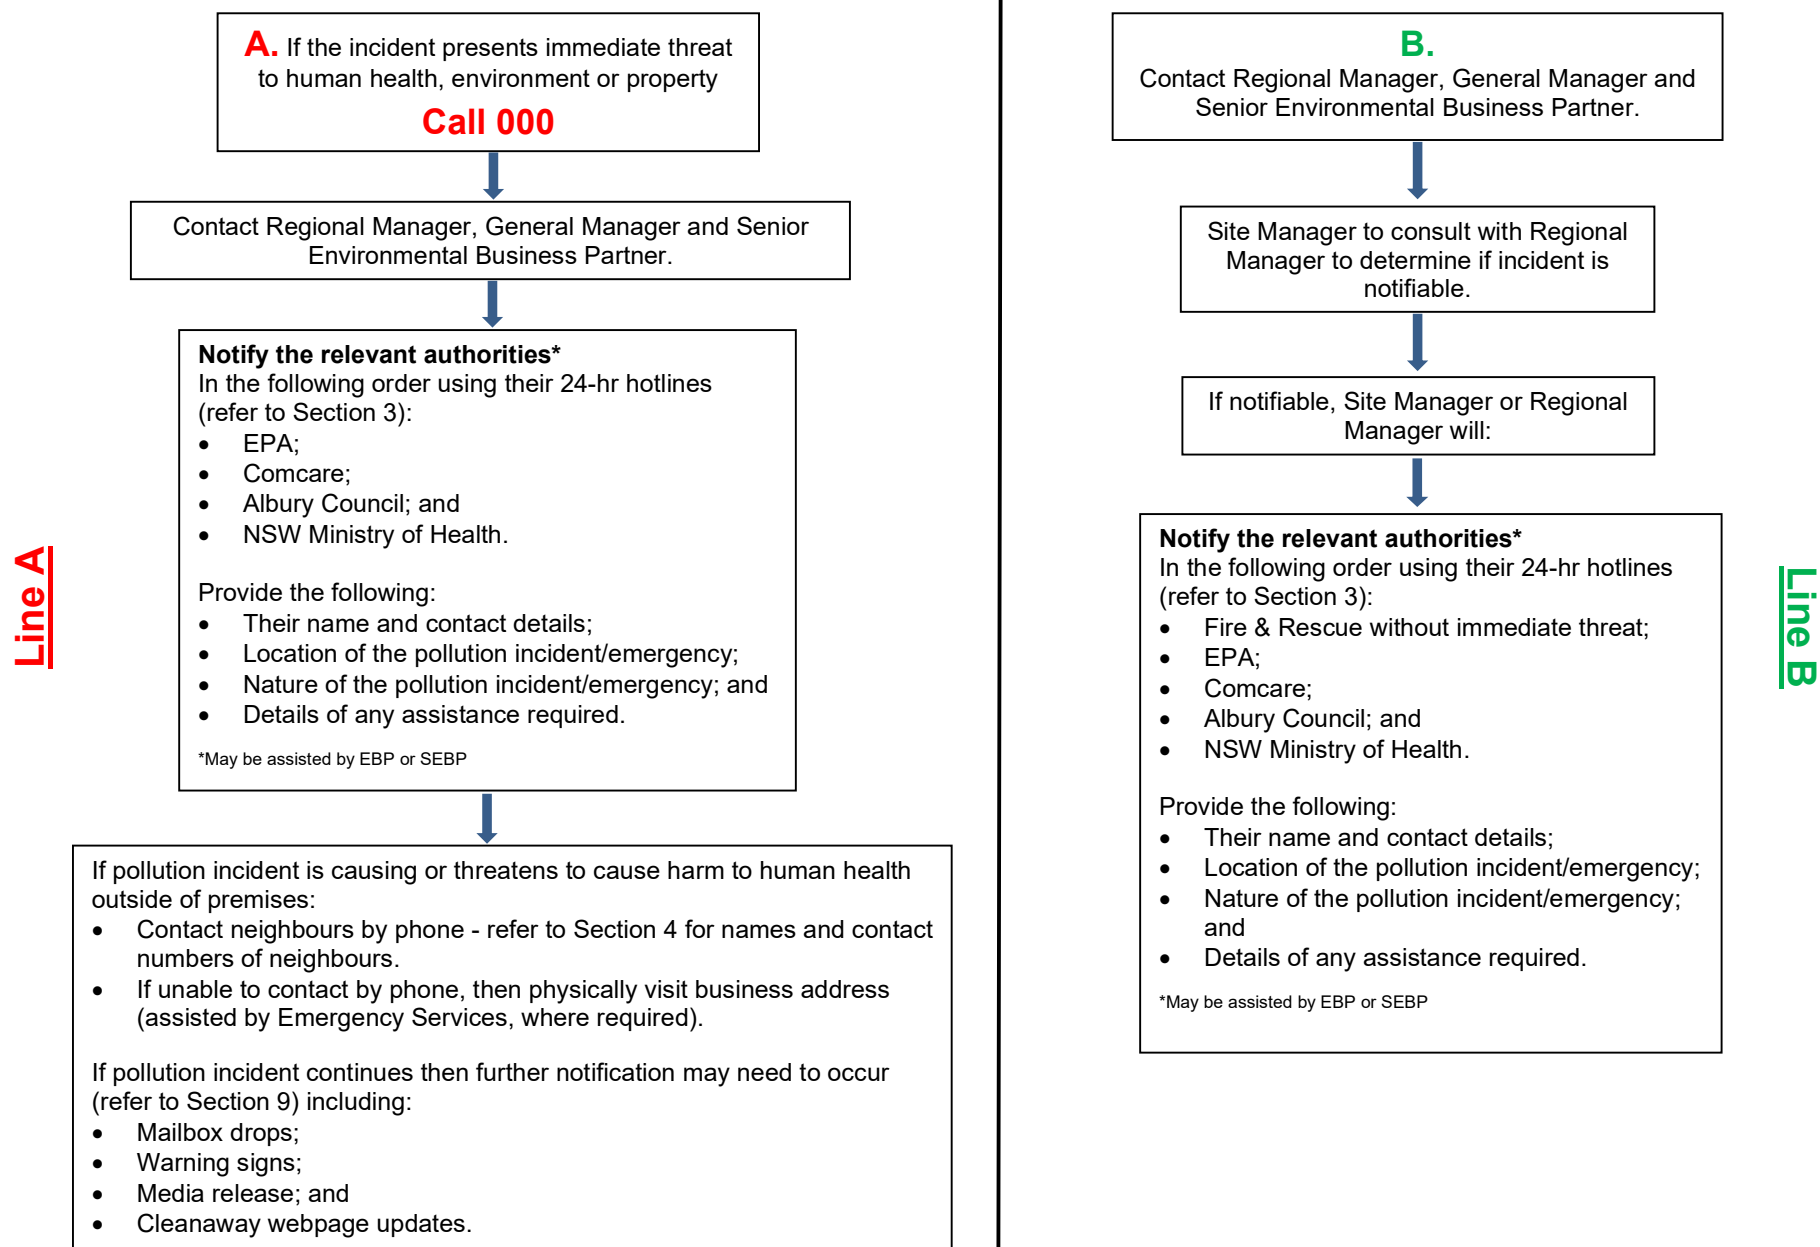 Line A
A. If the incident presents immediate threat
to human health, environment or property
Call 000
Contact Regional Manager, General Manager and Senior
Environmental Business Partner.
Notify the relevant authorities*
In the following order using their 24-hr hotlines
(refer to Section 3):
• EPA;
• Comcare;
• Albury Council; and
• NSW Ministry of Health.
Provide the following:
• Their name and contact details;
• Location of the pollution incident/emergency;
• Nature of the pollution incident/emergency; and
• Details of any assistance required.
*May be assisted by EBP or SEBP
If pollution incident is causing or threatens to cause harm to human health
outside of premises:
• Contact neighbours by phone - refer to Section 4 for names and contact
numbers of neighbours.
• If unable to contact by phone, then physically visit business address
(assisted by Emergency Services, where required).
If pollution incident continues then further notification may need to occur
(refer to Section 9) including:
• Mailbox drops;
• Warning signs;
• Media release; and
• Cleanaway webpage updates.
B.
Contact Regional Manager, General Manager and
Senior Environmental Business Partner.
Site Manager to consult with Regional
Manager to determine if incident is
notifiable.
If notifiable, Site Manager or Regional
Manager will:
Notify the relevant authorities*
In the following order using their 24-hr hotlines
(refer to Section 3):
• Fire & Rescue without immediate threat;
• EPA;
• Comcare;
• Albury Council; and
• NSW Ministry of Health.
Provide the following:
• Their name and contact details;
• Location of the pollution incident/emergency;
• Nature of the pollution incident/emergency;
and
• Details of any assistance required.
*May be assisted by EBP or SEBP
Line B